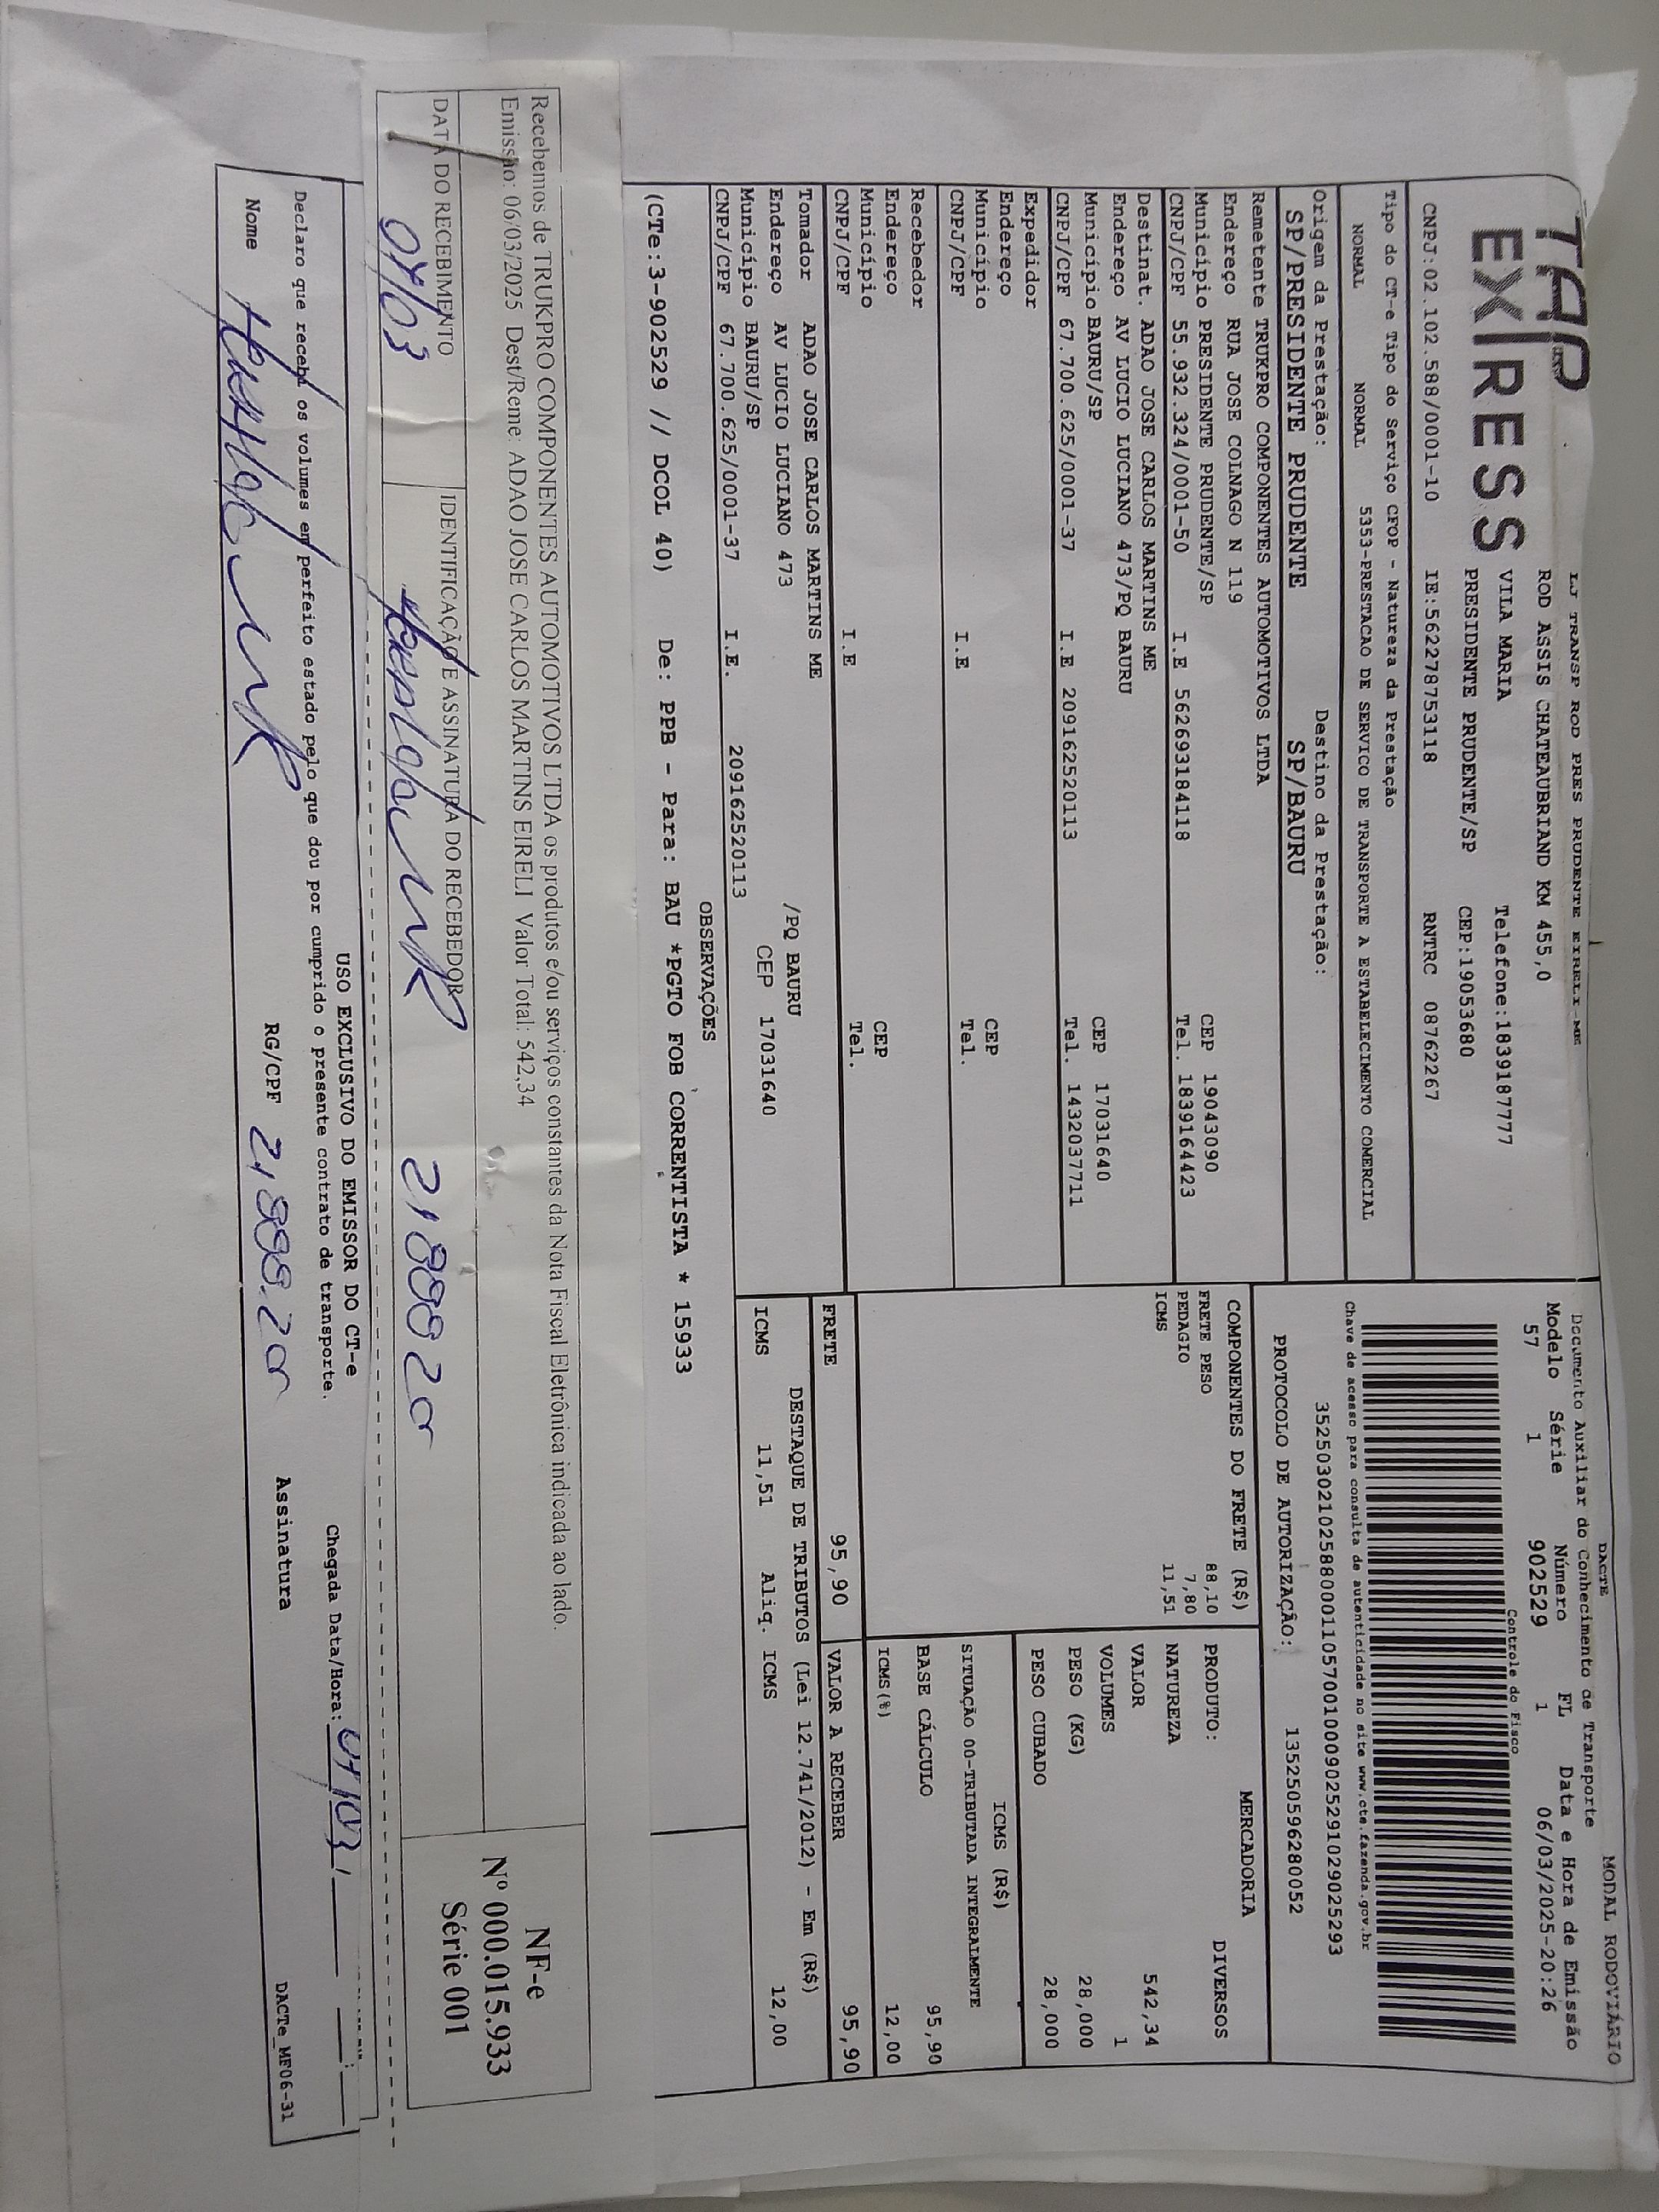 TAP
EX/RESS
LJ TRANSP ROD PRES PRUDENTE EIRELI-ME
ROD ASSIS CHATEAUBRIAND KM 455,0
VILA MARIA Telefone:1839187777
PRESIDENTE PRUDENTE/SP CEP:19053680
CNPJ:02.102.588/0001-10 IE:562278753118 RNTRC 08762267
Tipo do CT-e Tipo do Serviço CFOP - Natureza da Prestação
NORMAL NORMAL 5353-PRESTACAO DE SERVICO DE TRANSPORTE A ESTABELECIMENTO COMERCIAL
Origem da Prestação: Destino da Prestação:
SP/PRESIDENTE PRUDENTE SP/BAURU
DACTE MODAL RODOVIÁRIO
Documento Auxiliar do Conhecimento de Transporte
Modelo Série Número FL Data e Hora de Emissão
57 1 902529 1 06/03/2025-20:26
Controle do Fisco
Chave de acesso para consulta de autenticidade no site www.cte.fazenda.gov.br
35250302102588000110570010009025291029025293
PROTOCOLO DE AUTORIZAÇÃO: 135250596280052
Remetente TRUKPRO COMPONENTES AUTOMOTIVOS LTDA
Endereço RUA JOSE COLNAGO N 119 CEP 19043090
Município PRESIDENTE PRUDENTE/SP Tel. 1839164423
CNPJ/CPF 55.932.324/0001-50 I.E 562693184118
Destinat. ADAO JOSE CARLOS MARTINS ME
Endereço AV LUCIO LUCIANO 473/PQ BAURU CEP 17031640
Município BAURU/SP Tel. 1432037711
CNPJ/CPF 67.700.625/0001-37 I.E 209162520113
Expedidor
Endereço CEP
Município Tel.
CNPJ/CPF I.E
Recebedor
Endereço CEP
Município Tel.
CNPJ/CPF I.E
Tomador ADAO JOSE CARLOS MARTINS ME
Endereço AV LUCIO LUCIANO 473 /PQ BAURU
Município BAURU/SP CEP 17031640
CNPJ/CPF 67.700.625/0001-37 I.E. 209162520113
COMPONENTES DO FRETE (R$)
FRETE PESO 88,10
PEDAGIO 7,80
ICMS 11,51
MERCADORIA
PRODUTO: DIVERSOS
NATUREZA
VALOR 542,34
VOLUMES 1
PESO (KG) 28,000
PESO CUBADO 28,000
ICMS (R$)
SITUAÇÃO 00-TRIBUTADA INTEGRALMENTE
BASE CÁLCULO 95,90
ICMS(%) 12,00
FRETE 95,90 VALOR A RECEBER 95,90
DESTAQUE DE TRIBUTOS (Lei 12.741/2012) - Em (R$)
ICMS 11,51 Aliq. ICMS 12,00
OBSERVAÇÕES
(CTe:3-902529 // DCOL 40) De: PPB - Para: BAU *PGTO FOB CORRENTISTA * 15933
Recebemos de TRUKPRO COMPONENTES AUTOMOTIVOS LTDA os produtos e/ou serviços constantes da Nota Fiscal Eletrônica indicada ao lado.
Emissão: 06/03/2025 Dest/Reme: ADAO JOSE CARLOS MARTINS EIRELI Valor Total: 542,34
DATA DO RECEBIMENTO IDENTIFICAÇÃO E ASSINATURA DO RECEBEDOR
07/03
NF-e
Nº 000.015.933
Série 001
USO EXCLUSIVO DO EMISSOR DO CT-e
Declaro que recebi os volumes em perfeito estado pelo que dou por cumprido o presente contrato de transporte.
Chegada Data/Hora: 07/03/
Nome RG/CPF Assinatura
DACTe_MF06-31